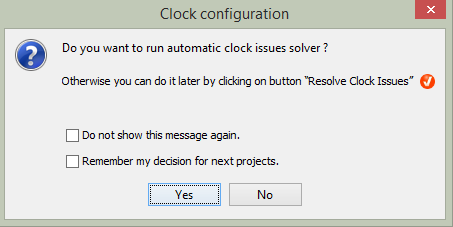 Clock configuration
Do you want to run automatic clock issues solver ?
Otherwise you can do it later by clicking on button “Resolve Clock Issues”
Do not show this message again.
Remember my decision for next projects.
Yes
No